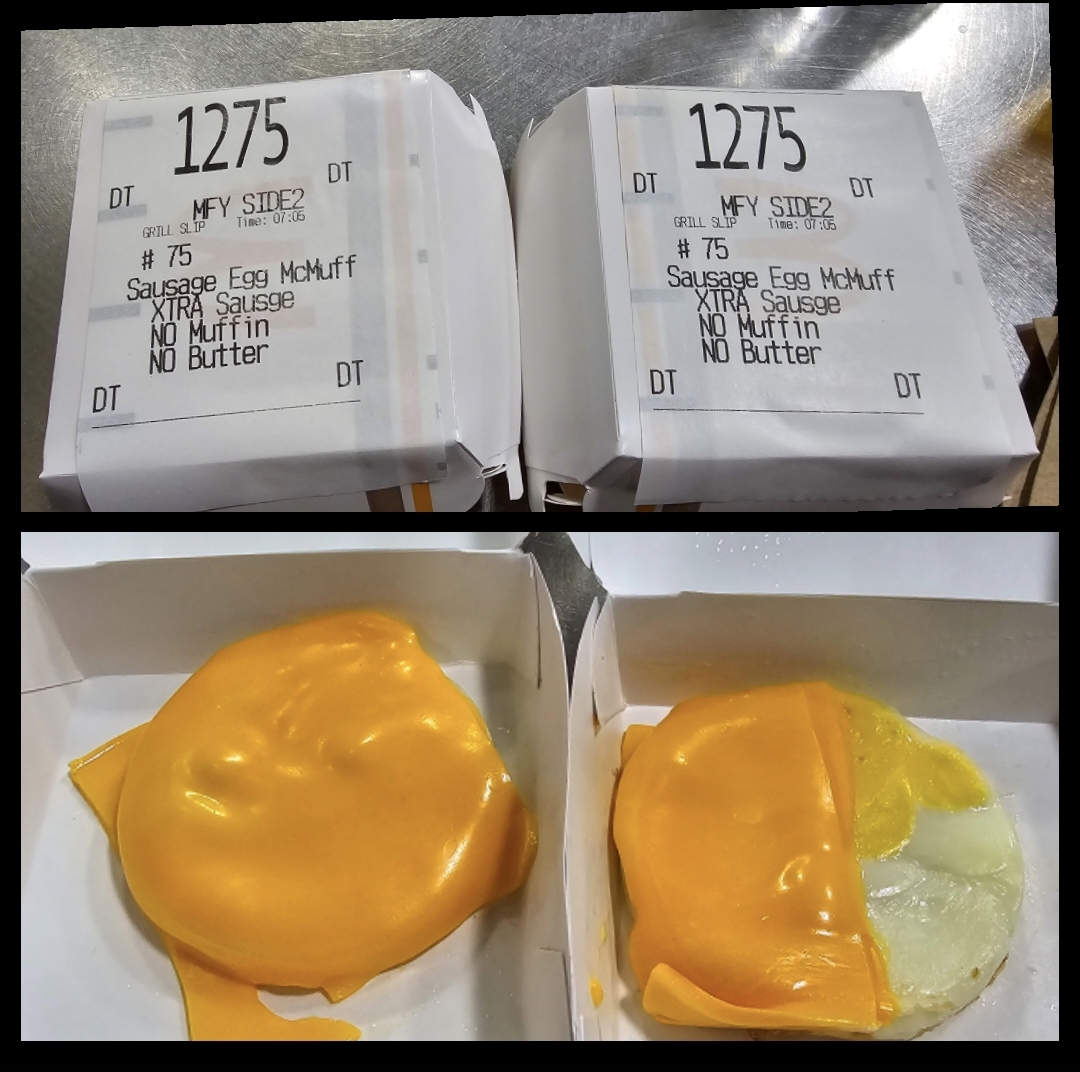 1275
DT DT
MFY SIDE2
GRILL SLIP Time: 07:05
# 75
Sausage Egg McMuff
XTRA Sausge
NO Muffin
NO Butter
DT DT
1275
DT DT
MFY SIDE2
GRILL SLIP Time: 07:05
# 75
Sausage Egg McMuff
XTRA Sausge
NO Muffin
NO Butter
DT DT